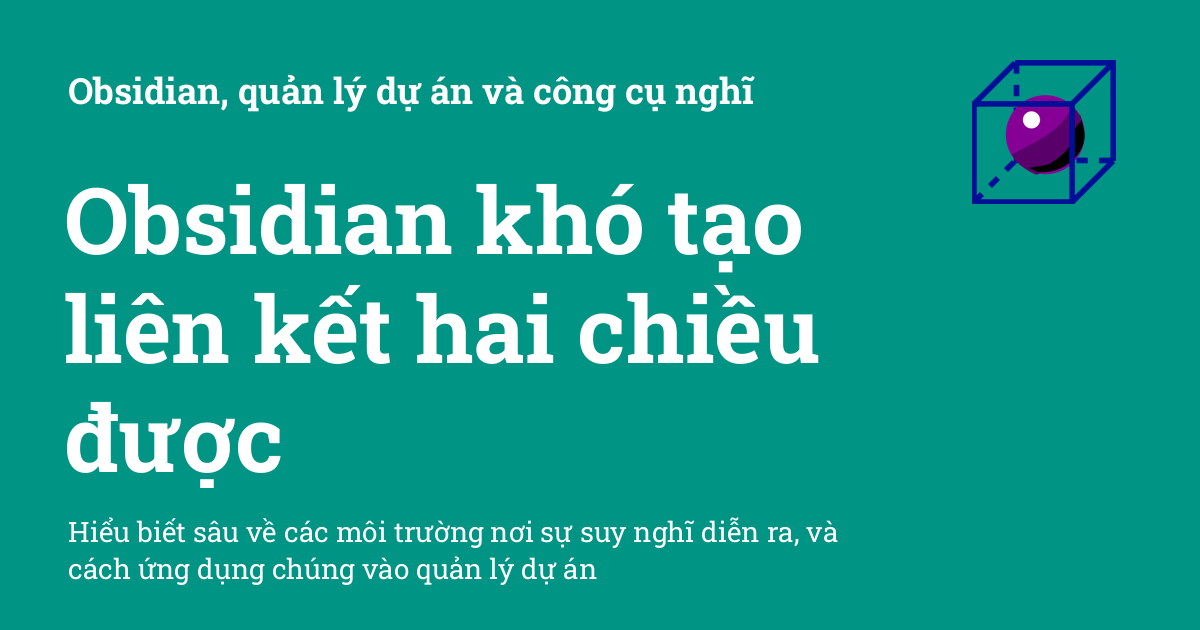 Obsidian, quản lý dự án và công cụ nghĩ
Obsidian khó tạo
liên kết hai chiều
được
Hiểu biết sâu về các môi trường nơi sự suy nghĩ diễn ra, và
cách ứng dụng chúng vào quản lý dự án